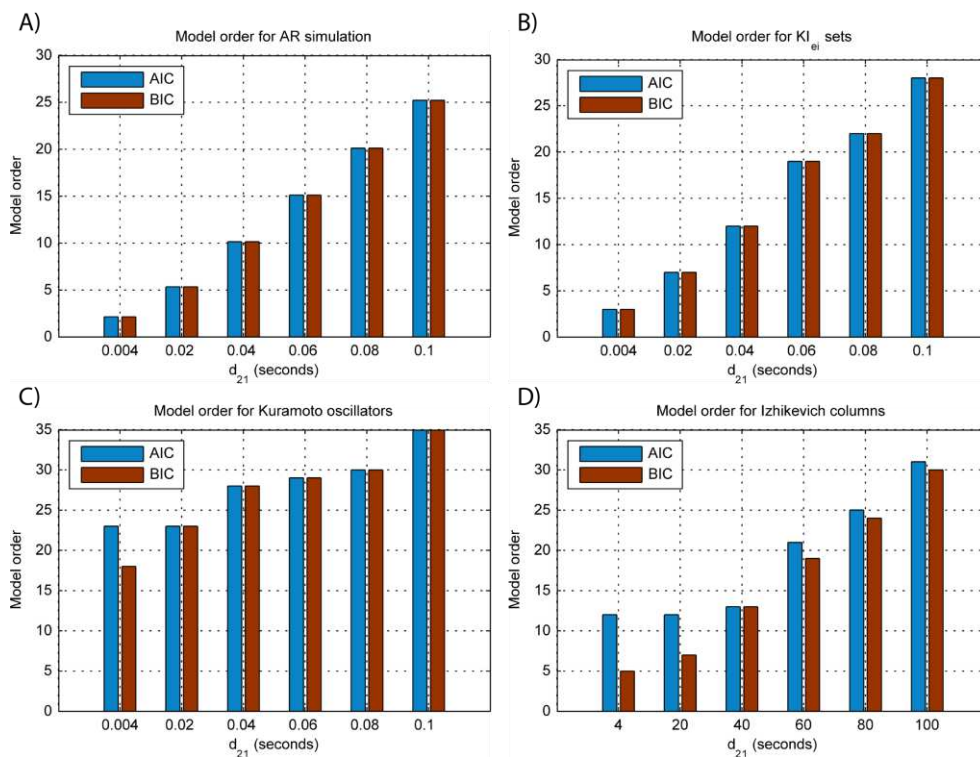 A)
Model order for AR simulation
Model order
30
25
20
15
10
5
0
AIC
BIC
0.004 0.02 0.04 0.06 0.08 0.1
d21 (seconds)
B)
Model order for KIei sets
Model order
30
25
20
15
10
5
0
AIC
BIC
0.004 0.02 0.04 0.06 0.08 0.1
d21 (seconds)
C)
Model order for Kuramoto oscillators
Model order
35
30
25
20
15
10
5
0
AIC
BIC
0.004 0.02 0.04 0.06 0.08 0.1
d21 (seconds)
D)
Model order for Izhikevich columns
Model order
35
30
25
20
15
10
5
0
AIC
BIC
4 20 40 60 80 100
d21 (seconds)